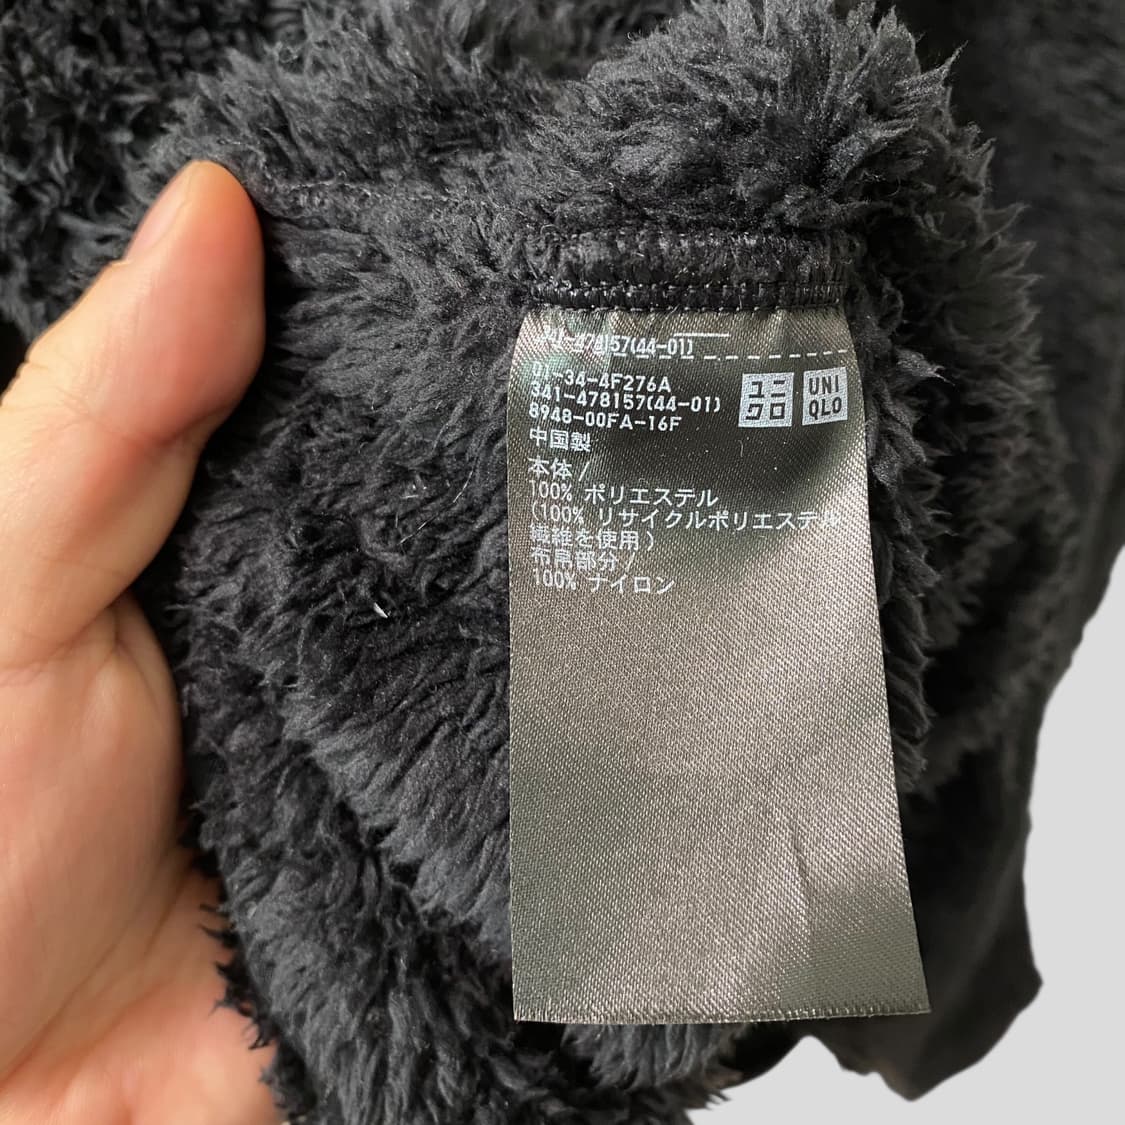 341-478157(44-01)
01-34-4F276A
341-478157(44-01)
8948-00FA-16F
ユニクロ
UNIQLO
中国製
本体/
100% ポリエステル
(100% リサイクルポリエステル
繊維を使用)
布帛部分/
100% ナイロン